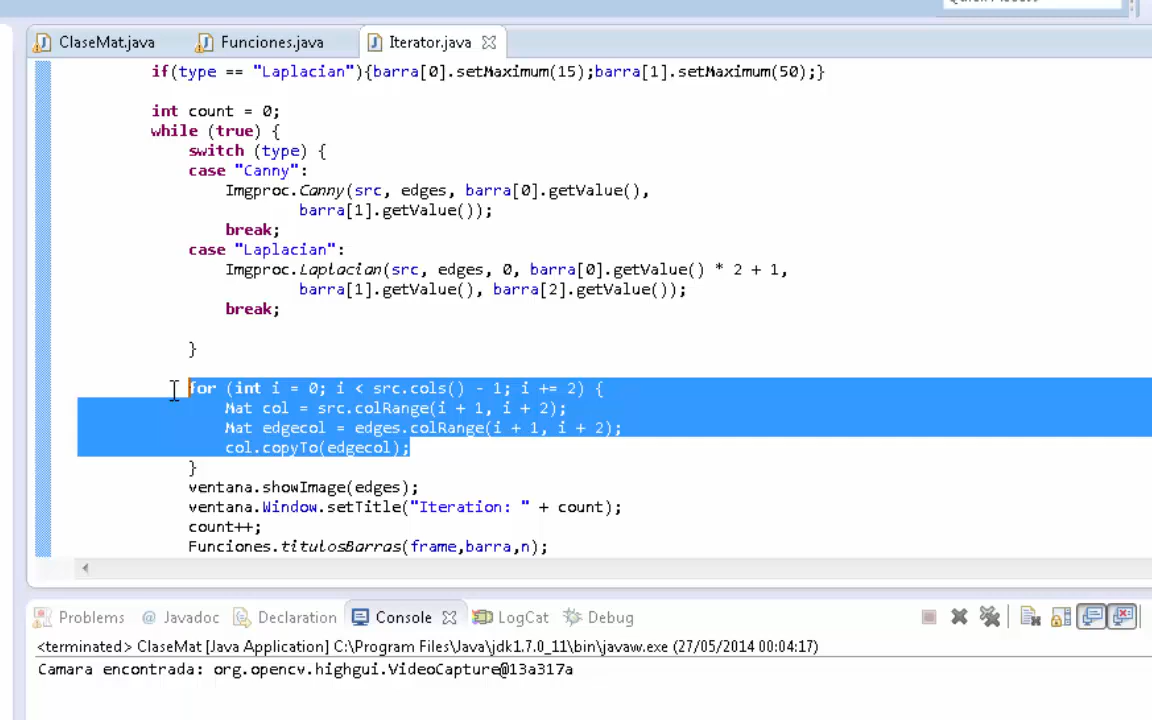 ClaseMat.java Funciones.java Iterator.java
if(type == "Laplacian"){barra[0].setMaximum(15);barra[1].setMaximum(50);}
int count = 0;
while (true) {
switch (type) {
case "Canny":
Imgproc.Canny(src, edges, barra[0].getValue(),
barra[1].getValue());
break;
case "Laplacian":
Imgproc.Laplacian(src, edges, 0, barra[0].getValue() * 2 + 1,
barra[1].getValue(), barra[2].getValue());
break;
}
for (int i = 0; i < src.cols() - 1; i += 2) {
Mat col = src.colRange(i + 1, i + 2);
Mat edgecol = edges.colRange(i + 1, i + 2);
col.copyTo(edgecol);
}
ventana.showImage(edges);
ventana.Window.setTitle("Iteration: " + count);
count++;
Funciones.titulosBarras(frame,barra,n);
Problems @ Javadoc Declaration Console LogCat Debug
<terminated> ClaseMat [Java Application] C:\Program Files\Java\jdk1.7.0_11\bin\javaw.exe (27/05/2014 00:04:17)
Camara encontrada: org.opencv.highgui.VideoCapture@13a317a